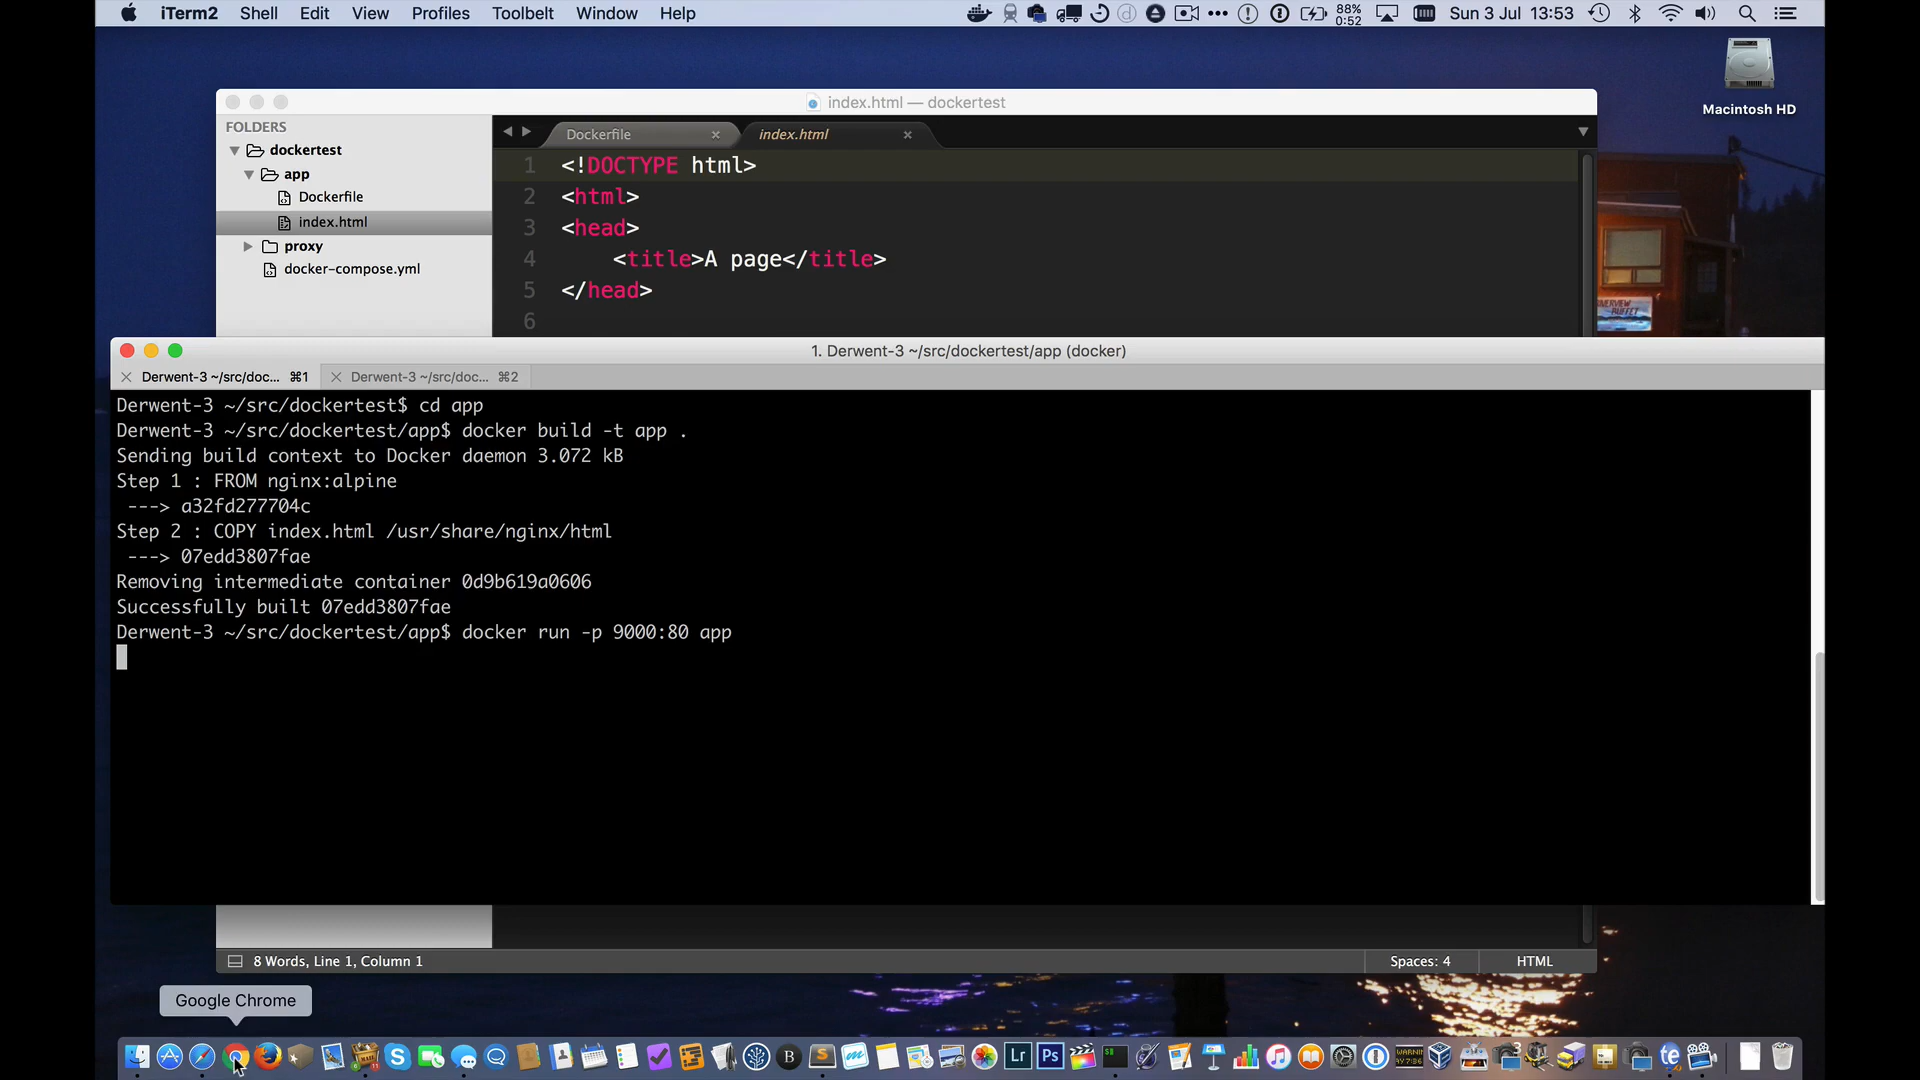 iTerm2 Shell Edit View Profiles Toolbelt Window Help 88% 0:52 Sun 3 Jul 13:53
Macintosh HD
index.html — dockertest
FOLDERS
dockertest
app
Dockerfile
index.html
proxy
docker-compose.yml
Dockerfile index.html
1 <!DOCTYPE html>
2 <html>
3 <head>
4 <title>A page</title>
5 </head>
6
1. Derwent-3 ~/src/dockertest/app (docker)
Derwent-3 ~/src/doc... ⌘1 Derwent-3 ~/src/doc... ⌘2
Derwent-3 ~/src/dockertest$ cd app
Derwent-3 ~/src/dockertest/app$ docker build -t app .
Sending build context to Docker daemon 3.072 kB
Step 1 : FROM nginx:alpine
---> a32fd277704c
Step 2 : COPY index.html /usr/share/nginx/html
---> 07edd3807fae
Removing intermediate container 0d9b619a0606
Successfully built 07edd3807fae
Derwent-3 ~/src/dockertest/app$ docker run -p 9000:80 app
8 Words, Line 1, Column 1 Spaces: 4 HTML
Google Chrome
Lr Ps